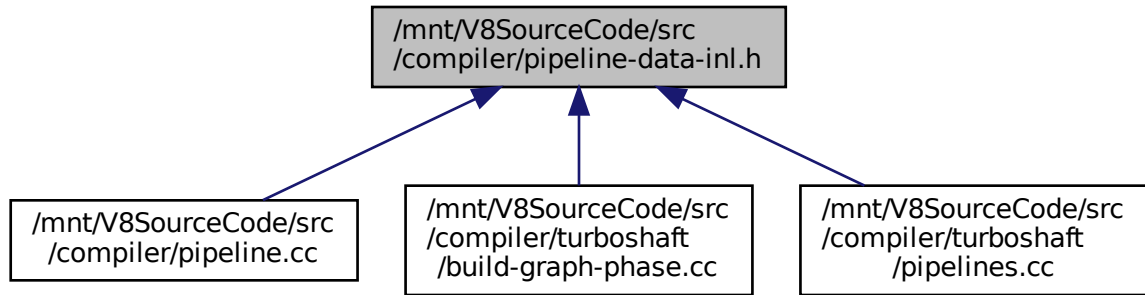 /mnt/V8SourceCode/src
/compiler/pipeline-data-inl.h
/mnt/V8SourceCode/src
/compiler/pipeline.cc
/mnt/V8SourceCode/src
/compiler/turboshaft
/build-graph-phase.cc
/mnt/V8SourceCode/src
/compiler/turboshaft
/pipelines.cc